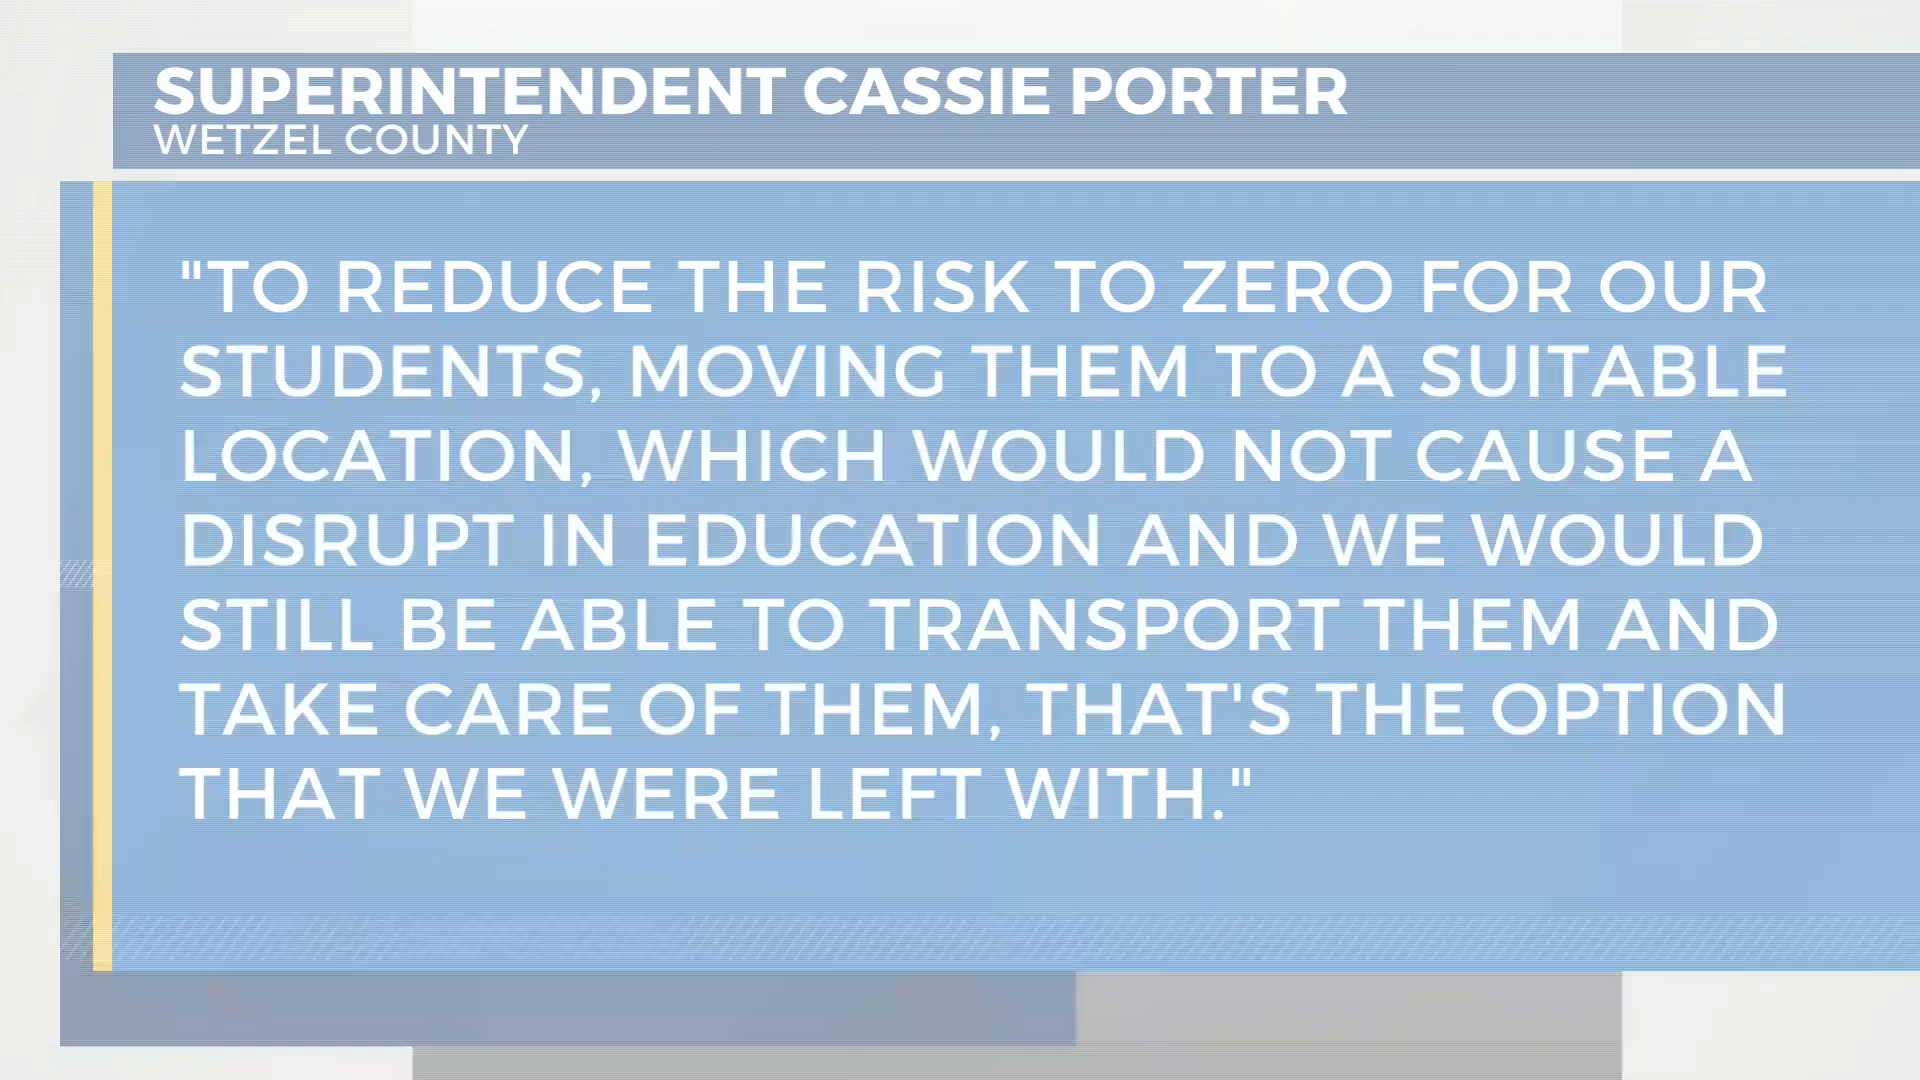 SUPERINTENDENT CASSIE PORTER
WETZEL COUNTY
"TO REDUCE THE RISK TO ZERO FOR OUR
STUDENTS, MOVING THEM TO A SUITABLE
LOCATION, WHICH WOULD NOT CAUSE A
DISRUPT IN EDUCATION AND WE WOULD
STILL BE ABLE TO TRANSPORT THEM AND
TAKE CARE OF THEM, THAT'S THE OPTION
THAT WE WERE LEFT WITH."